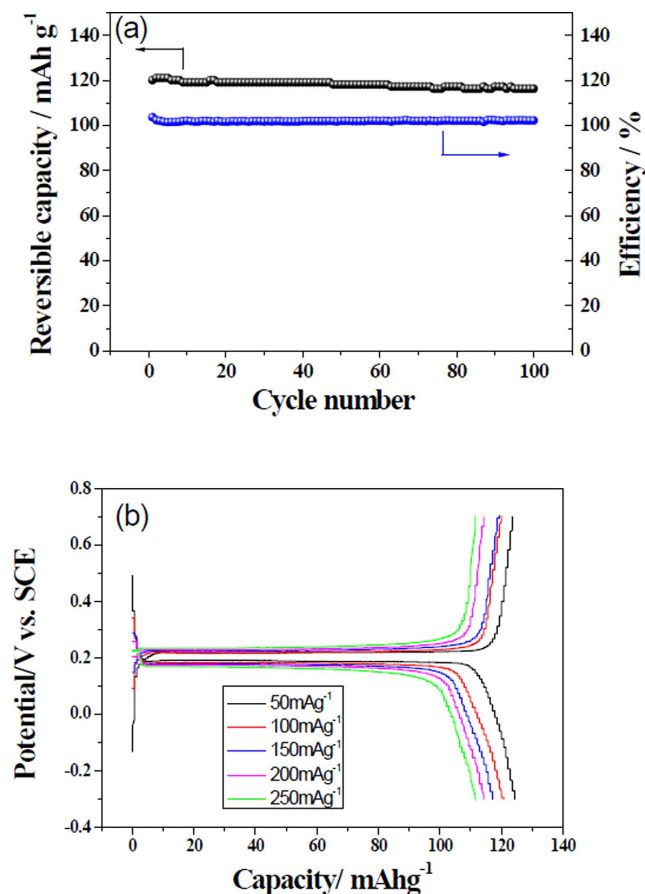 (a)
Reversible capacity / mAh g-1
Efficiency / %
140 140
120 120
100 100
80 80
60 60
40 40
20 20
0 0
0 20 40 60 80 100
Cycle number
(b)
Potential/V vs. SCE
0.8
0.6
0.4
0.2
0.0
-0.2
-0.4
50mAg-1
100mAg-1
150mAg-1
200mAg-1
250mAg-1
0 20 40 60 80 100 120 140
Capacity/ mAhg-1